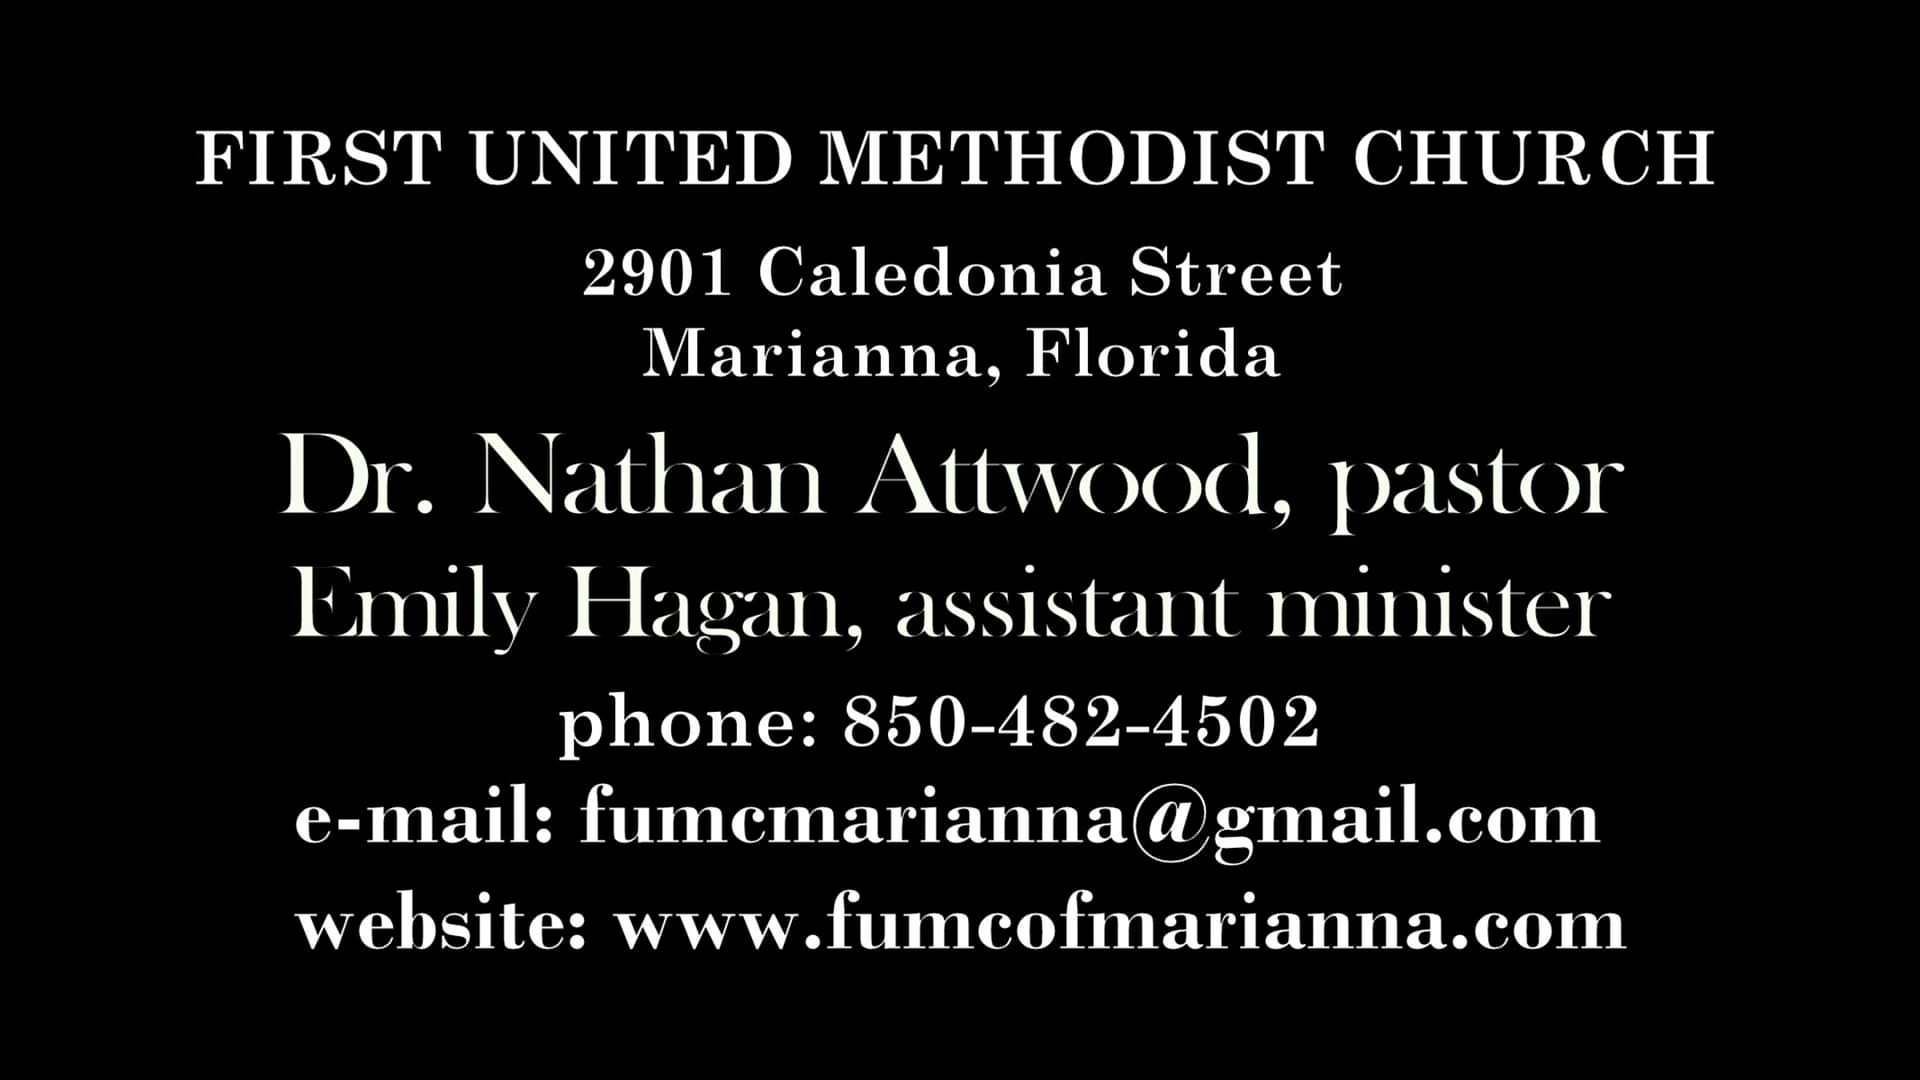 FIRST UNITED METHODIST CHURCH
2901 Caledonia Street
Marianna, Florida
Dr. Nathan Attwood, pastor
Emily Hagan, assistant minister
phone: 850-482-4502
e-mail: fumcmarianna@gmail.com
website: www.fumcofmarianna.com